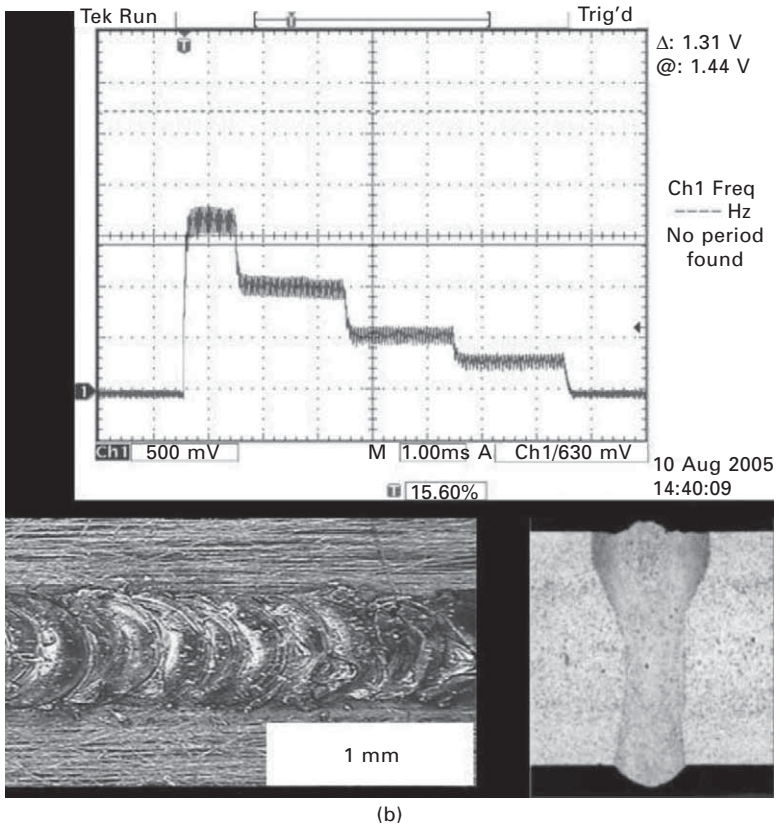 Tek Run
T
Trig'd
T
Δ: 1.31 V
@: 1.44 V
Ch1 Freq
---- Hz
No period
found
1
Ch1 500 mV M 1.00ms A Ch1/630 mV
T 15.60%
10 Aug 2005
14:40:09
1 mm
(b)